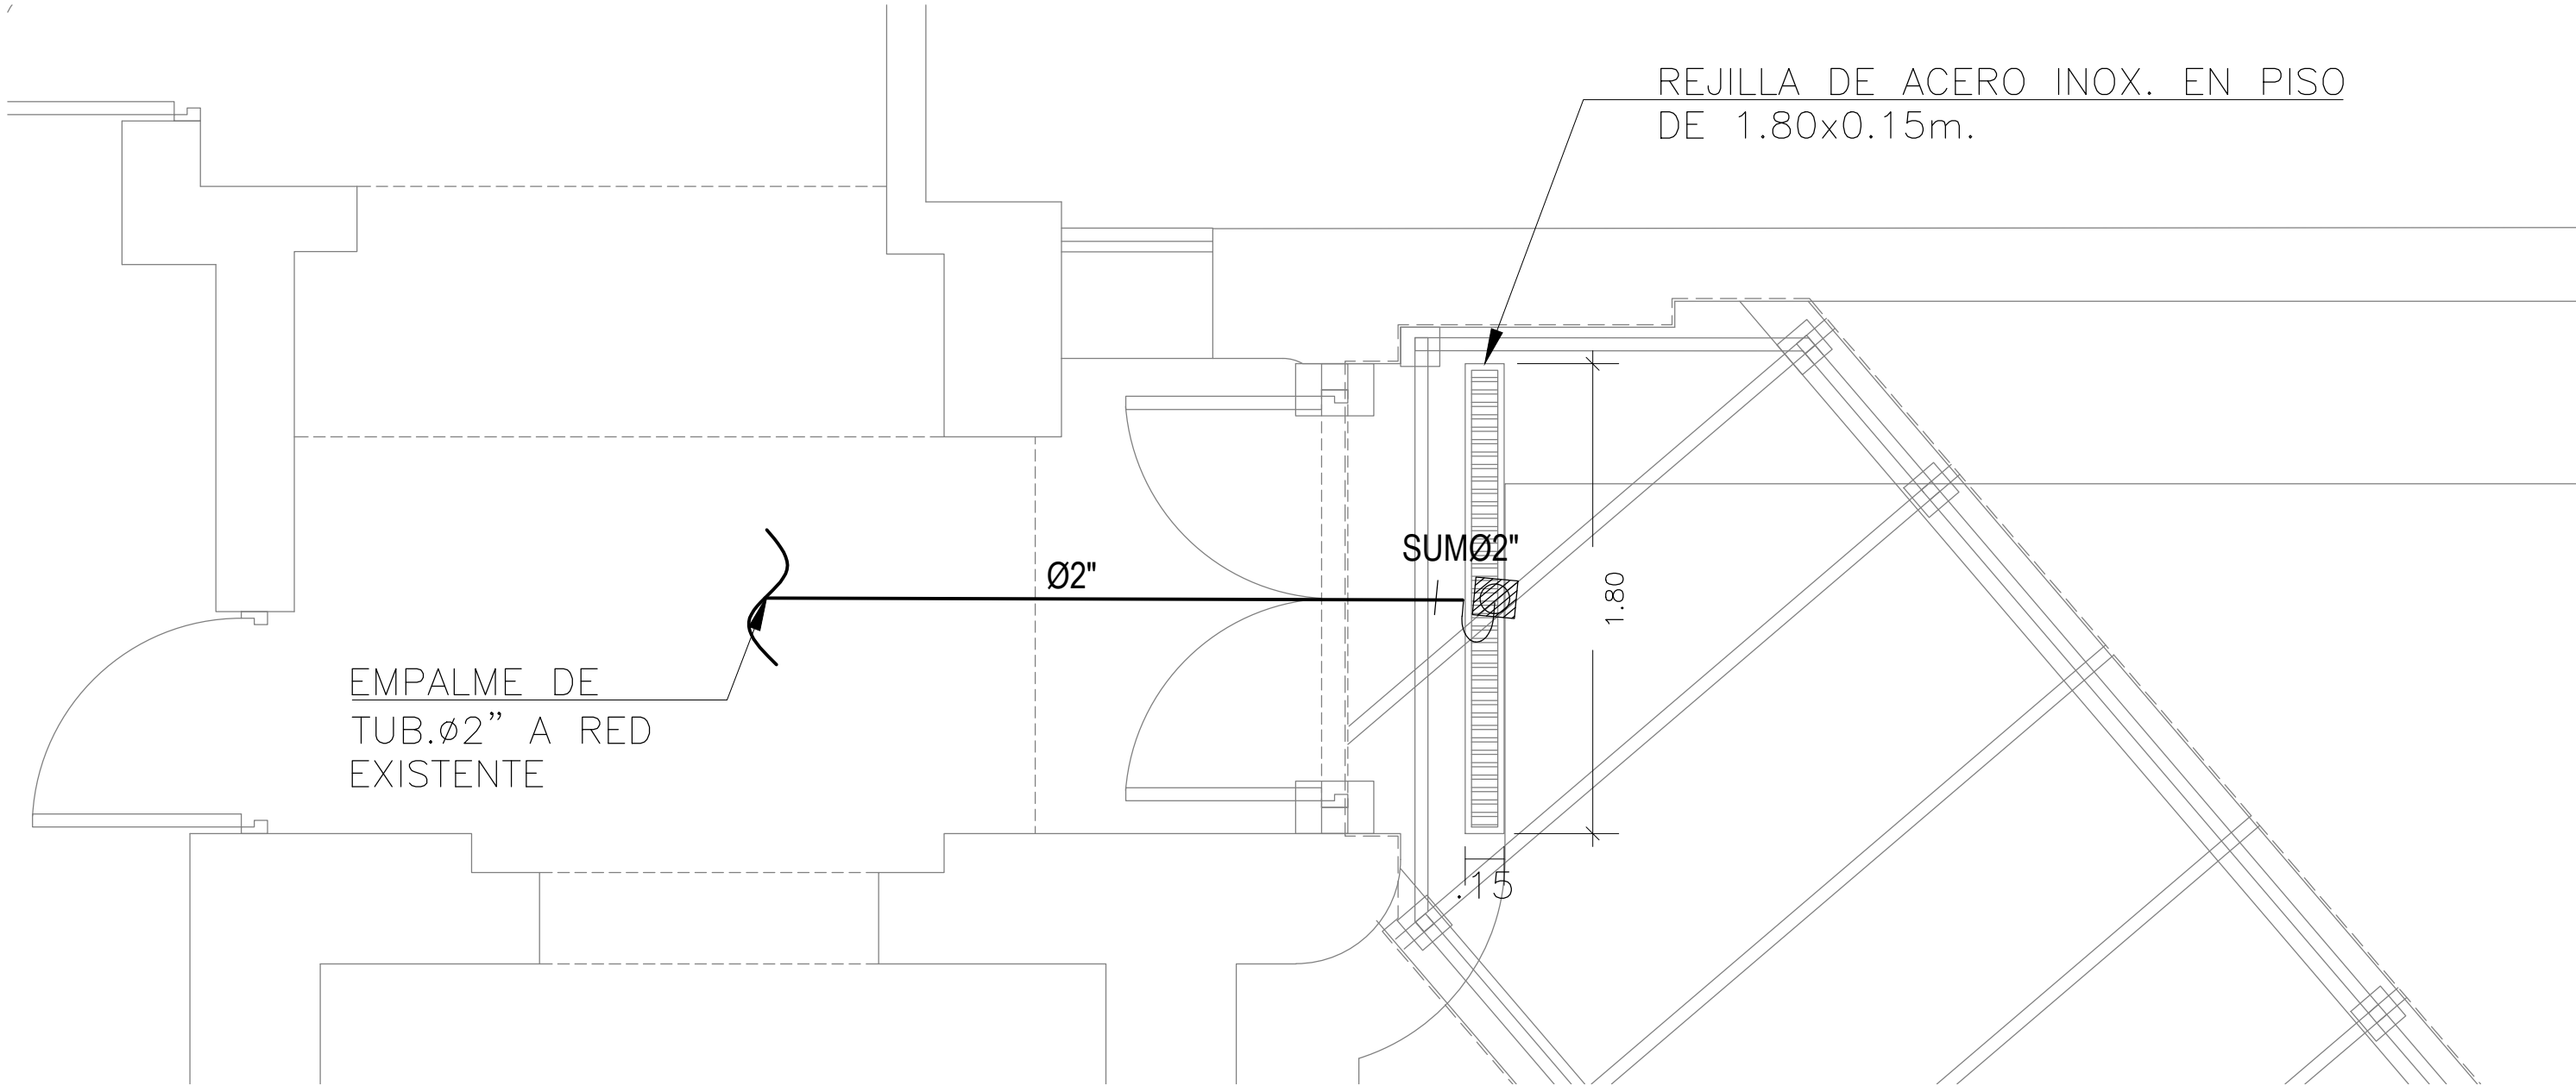 REJILLA DE ACERO INOX. EN PISO
DE 1.80x0.15m.
SUMØ2"
Ø2"
1.80
EMPALME DE
TUB.ø2" A RED
EXISTENTE
.15